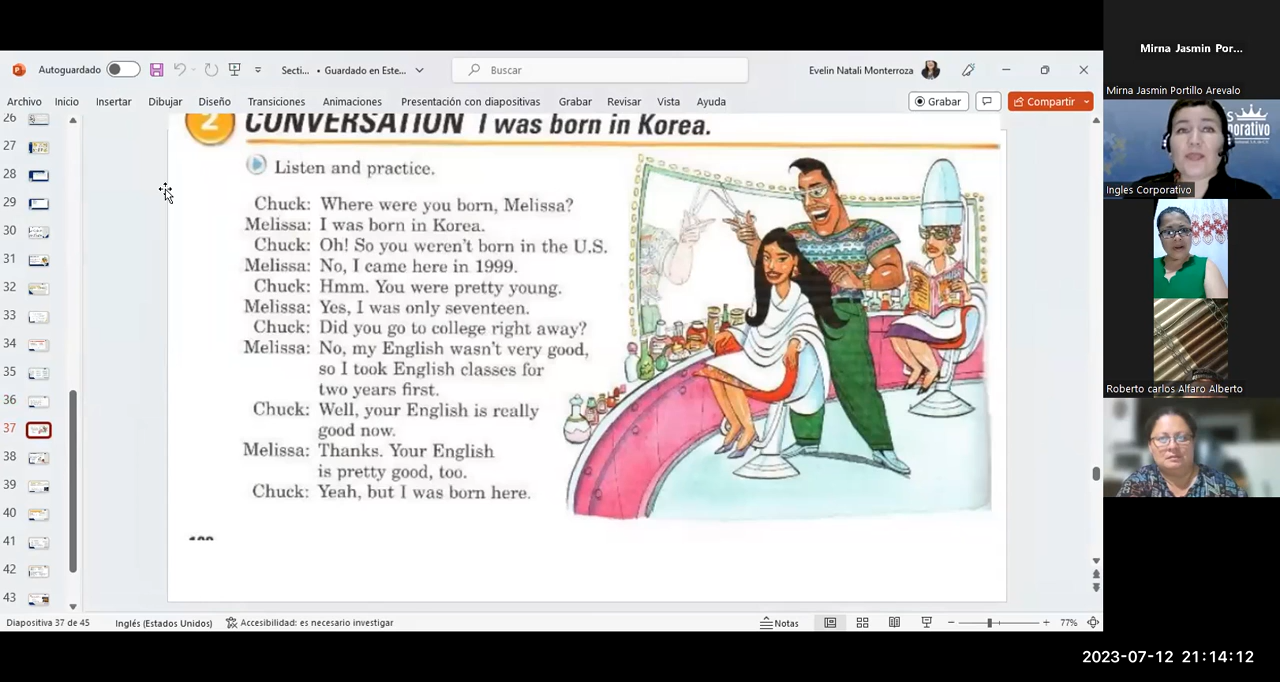 Mirna Jasmin Por...
Mirna Jasmin Portillo Arevalo
Autoguardado
Secti... • Guardado en Este...
Buscar
Evelin Natali Monterroza
Archivo Inicio Insertar Dibujar Diseño Transiciones Animaciones Presentación con diapositivas Grabar Revisar Vista Ayuda
Grabar
Compartir
26
27
28
29
30
31
32
33
34
35
36
37
38
39
40
41
42
43
2 CONVERSATION I was born in Korea.
Listen and practice.
Chuck: Where were you born, Melissa?
Melissa: I was born in Korea.
Chuck: Oh! So you weren't born in the U.S.
Melissa: No, I came here in 1999.
Chuck: Hmm. You were pretty young.
Melissa: Yes, I was only seventeen.
Chuck: Did you go to college right away?
Melissa: No, my English wasn't very good,
so I took English classes for
two years first.
Chuck: Well, your English is really
good now.
Melissa: Thanks. Your English
is pretty good, too.
Chuck: Yeah, but I was born here.
Ingles Corporativo
Roberto carlos Alfaro Alberto
Diapositiva 37 de 45
Inglés (Estados Unidos)
Accesibilidad: es necesario investigar
Notas
77%
2023-07-12 21:14:12